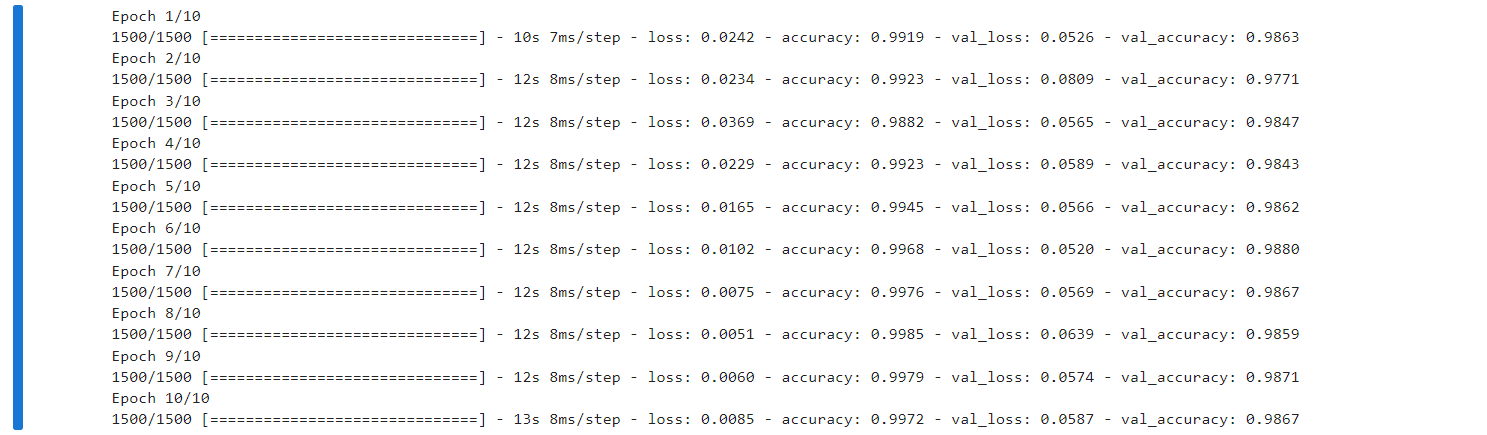 Epoch 1/10
1500/1500 [==============================] - 10s 7ms/step - loss: 0.0242 - accuracy: 0.9919 - val_loss: 0.0526 - val_accuracy: 0.9863
Epoch 2/10
1500/1500 [==============================] - 12s 8ms/step - loss: 0.0234 - accuracy: 0.9923 - val_loss: 0.0809 - val_accuracy: 0.9771
Epoch 3/10
1500/1500 [==============================] - 12s 8ms/step - loss: 0.0369 - accuracy: 0.9882 - val_loss: 0.0565 - val_accuracy: 0.9847
Epoch 4/10
1500/1500 [==============================] - 12s 8ms/step - loss: 0.0229 - accuracy: 0.9923 - val_loss: 0.0589 - val_accuracy: 0.9843
Epoch 5/10
1500/1500 [==============================] - 12s 8ms/step - loss: 0.0165 - accuracy: 0.9945 - val_loss: 0.0566 - val_accuracy: 0.9862
Epoch 6/10
1500/1500 [==============================] - 12s 8ms/step - loss: 0.0102 - accuracy: 0.9968 - val_loss: 0.0520 - val_accuracy: 0.9880
Epoch 7/10
1500/1500 [==============================] - 12s 8ms/step - loss: 0.0075 - accuracy: 0.9976 - val_loss: 0.0569 - val_accuracy: 0.9867
Epoch 8/10
1500/1500 [==============================] - 12s 8ms/step - loss: 0.0051 - accuracy: 0.9985 - val_loss: 0.0639 - val_accuracy: 0.9859
Epoch 9/10
1500/1500 [==============================] - 12s 8ms/step - loss: 0.0060 - accuracy: 0.9979 - val_loss: 0.0574 - val_accuracy: 0.9871
Epoch 10/10
1500/1500 [==============================] - 13s 8ms/step - loss: 0.0085 - accuracy: 0.9972 - val_loss: 0.0587 - val_accuracy: 0.9867